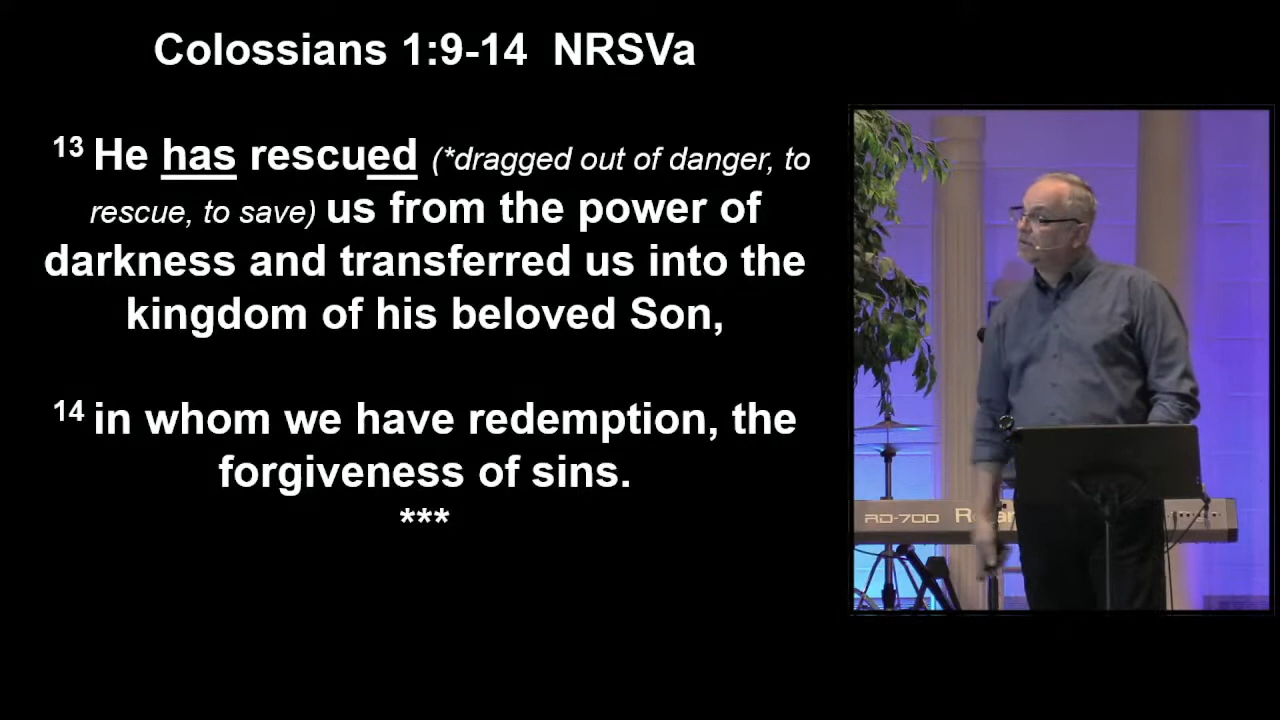 Colossians 1:9-14 NRSVa
13 He has rescued (*dragged out of danger, to
rescue, to save) us from the power of
darkness and transferred us into the
kingdom of his beloved Son,
14 in whom we have redemption, the
forgiveness of sins.
***
RD-700